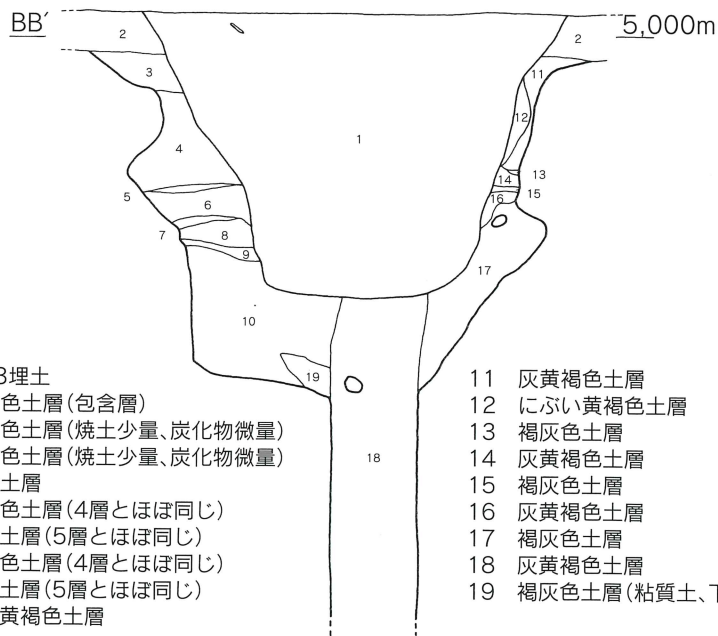 BB′
5,000m
2
2
3
11
12
1
4
14
13
5
16
15
6
7
8
9
17
10
19
18
3埋土
色土層(包含層)
色土層(焼土少量、炭化物微量)
色土層(焼土少量、炭化物微量)
土層
色土層(4層とほぼ同じ)
土層(5層とほぼ同じ)
色土層(4層とほぼ同じ)
土層(5層とほぼ同じ)
黄褐色土層
11 灰黄褐色土層
12 にぶい黄褐色土層
13 褐灰色土層
14 灰黄褐色土層
15 褐灰色土層
16 灰黄褐色土層
17 褐灰色土層
18 灰黄褐色土層
19 褐灰色土層(粘質土、